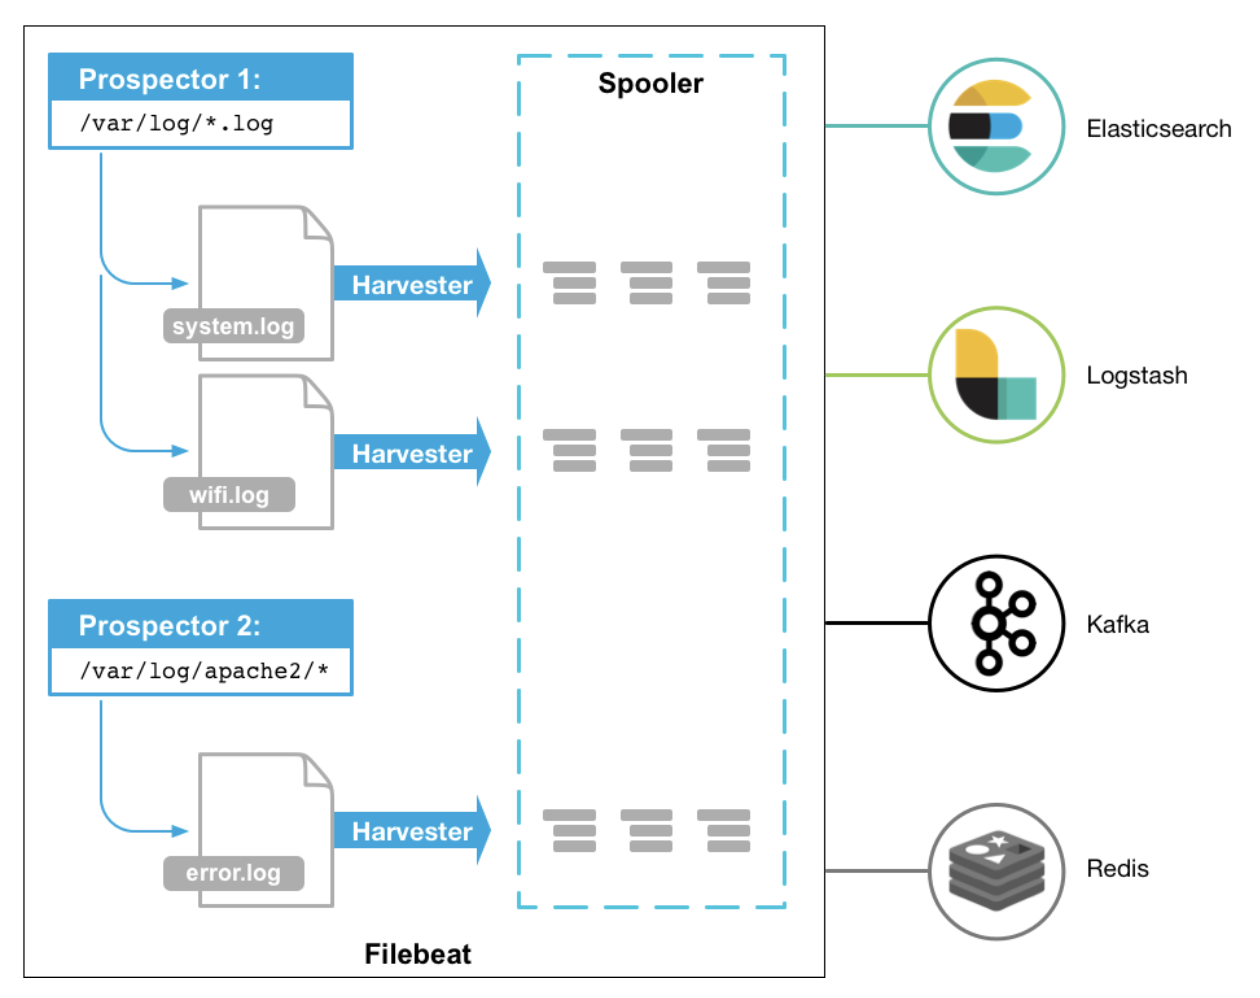 Prospector 1:
/var/log/*.log
system.log
Harvester
wifi.log
Harvester
Prospector 2:
/var/log/apache2/*
error.log
Harvester
Spooler
Filebeat
Elasticsearch
Logstash
Kafka
Redis